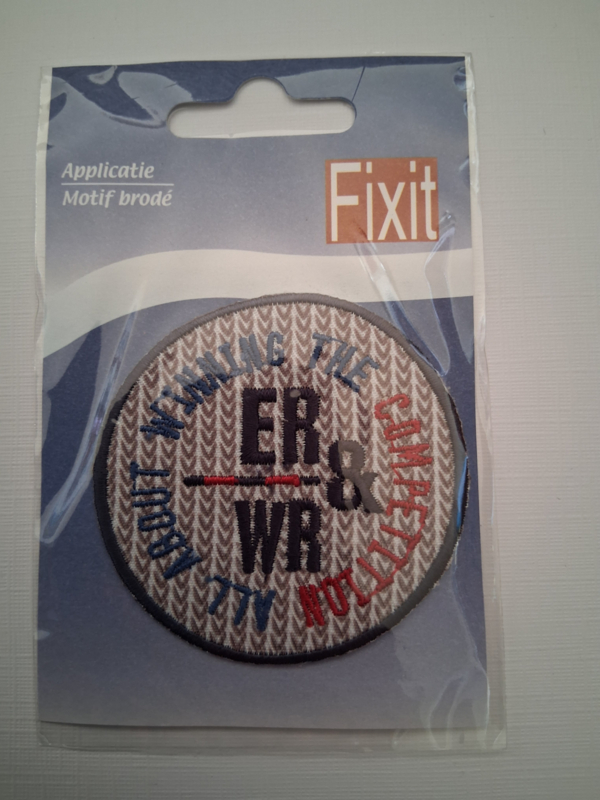 Applicatie
Motif brodé
Fixit
ALL ABOUT WINNING THE COMPETITION
ER
&
WR